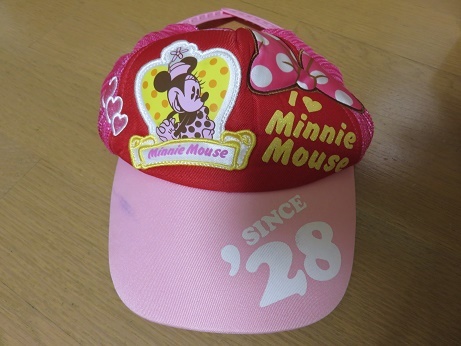 Minnie Mouse
I ♥
Minnie
Mouse
SINCE
'28